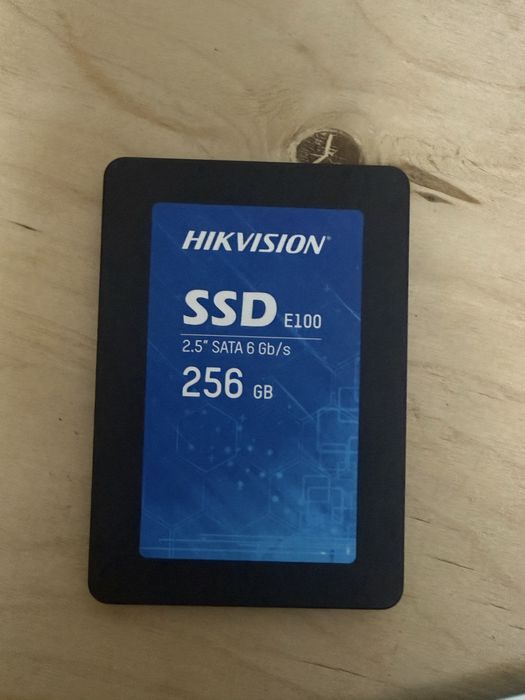 HIKVISION®
SSD E100
2.5" SATA 6 Gb/s
256 GB